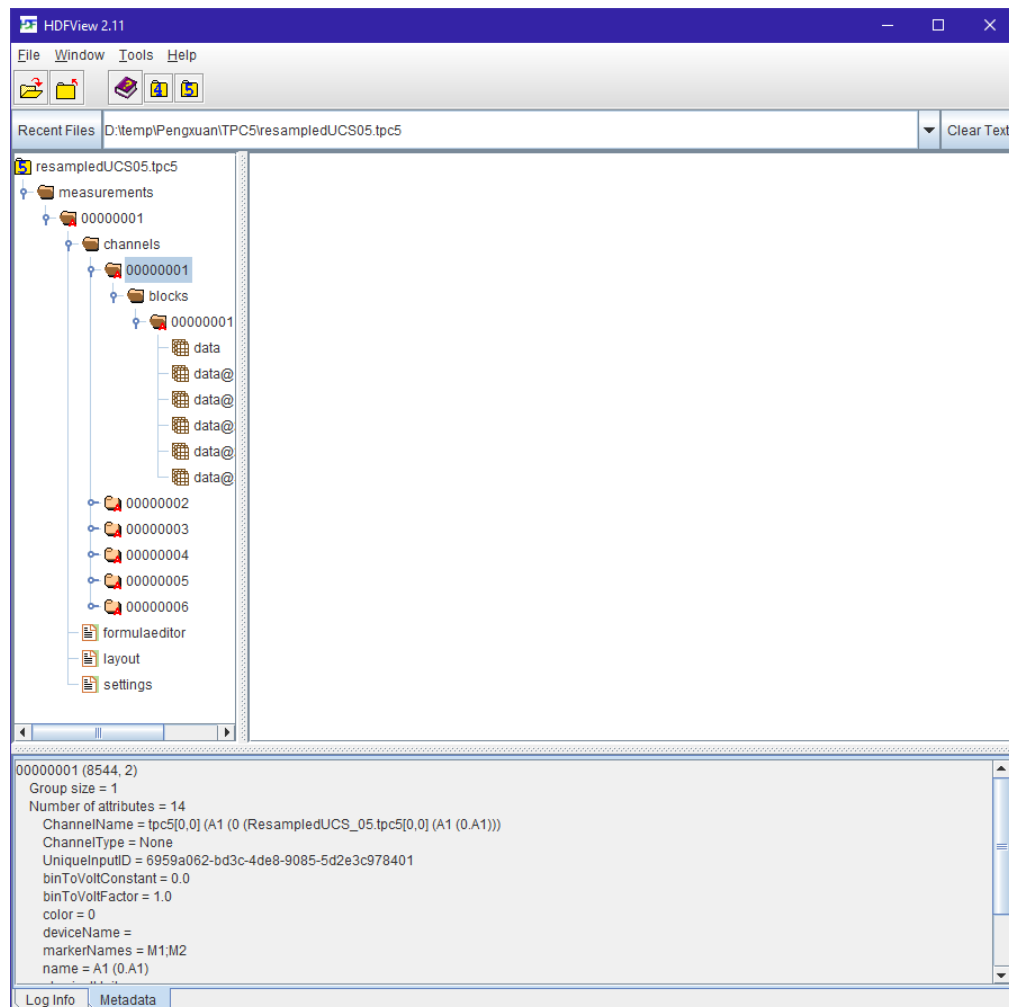 HDFView 2.11
File Window Tools Help
4 5
Recent Files D:\temp\Pengxuan\TPC5\resampledUCS05.tpc5 Clear Text
5 resampledUCS05.tpc5
measurements
00000001
channels
00000001
blocks
00000001
data
data@
data@
data@
data@
data@
00000002
00000003
00000004
00000005
00000006
formulaeditor
layout
settings
00000001 (8544, 2)
Group size = 1
Number of attributes = 14
ChannelName = tpc5[0,0] (A1 (0 (ResampledUCS_05.tpc5[0,0] (A1 (0.A1)))
ChannelType = None
UniqueInputID = 6959a062-bd3c-4de8-9085-5d2e3c978401
binToVoltConstant = 0.0
binToVoltFactor = 1.0
color = 0
deviceName =
markerNames = M1;M2
name = A1 (0.A1)
Log Info Metadata